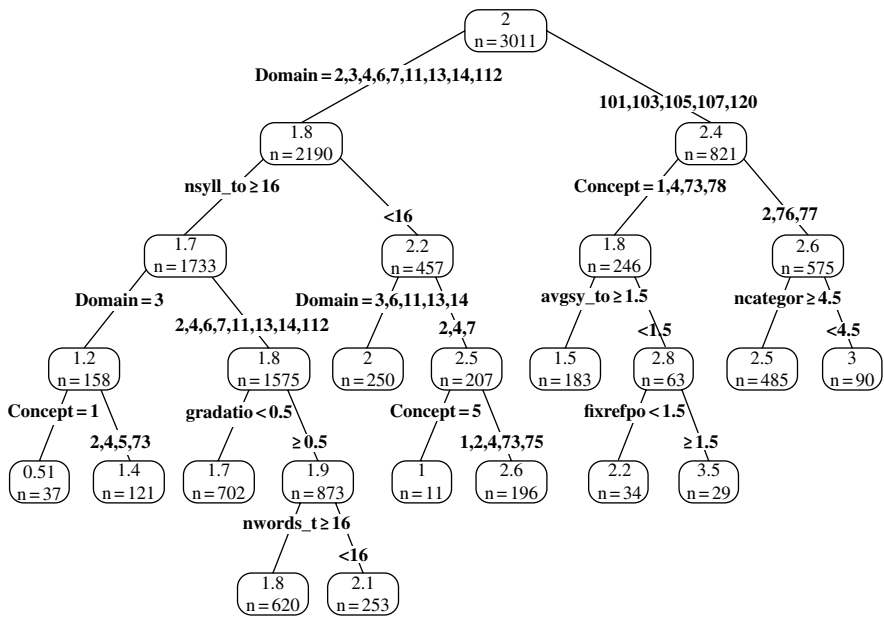 2
n=3011
Domain=2,3,4,6,7,11,13,14,112
101,103,105,107,120
1.8
n=2190
2.4
n=821
nsyll_to≥16
<16
Concept=1,4,73,78
2,76,77
1.7
n=1733
2.2
n=457
1.8
n=246
2.6
n=575
Domain=3
2,4,6,7,11,13,14,112
Domain=3,6,11,13,14
2,4,7
avgsy_to≥1.5
<1.5
ncategor≥4.5
<4.5
1.2
n=158
1.8
n=1575
2
n=250
2.5
n=207
1.5
n=183
2.8
n=63
2.5
n=485
3
n=90
Concept=1
2,4,5,73
gradatio<0.5
≥0.5
Concept=5
1,2,4,73,75
fixrefpo<1.5
≥1.5
0.51
n=37
1.4
n=121
1.7
n=702
1.9
n=873
1
n=11
2.6
n=196
2.2
n=34
3.5
n=29
nwords_t≥16
<16
1.8
n=620
2.1
n=253